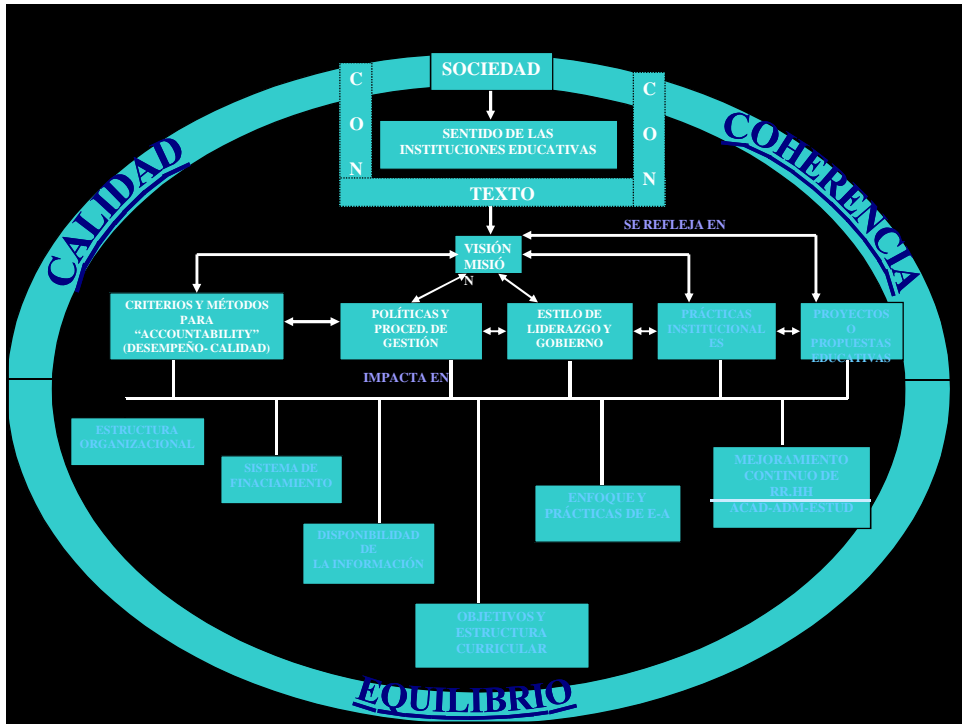 SOCIEDAD
C
O
N
C
O
N
SENTIDO DE LAS
INSTITUCIONES EDUCATIVAS
TEXTO
CALIDAD
COHERENCIA
SE REFLEJA EN
VISIÓN
MISIÓ
N
CRITERIOS Y MÉTODOS
PARA
“ACCOUNTABILITY”
(DESEMPEÑO- CALIDAD)
POLÍTICAS Y
PROCED. DE
GESTIÓN
ESTILO DE
LIDERAZGO Y
GOBIERNO
PRÁCTICAS
INSTITUCIONAL
ES
PROYECTOS
O
PROPUESTAS
EDUCATIVAS
IMPACTA EN
ESTRUCTURA
ORGANIZACIONAL
SISTEMA DE
FINACIAMIENTO
DISPONIBILIDAD
DE
LA INFORMACIÓN
OBJETIVOS Y
ESTRUCTURA
CURRICULAR
ENFOQUE Y
PRÁCTICAS DE E-A
MEJORAMIENTO
CONTINUO DE
RR.HH
ACAD-ADM-ESTUD
EQUILIBRIO